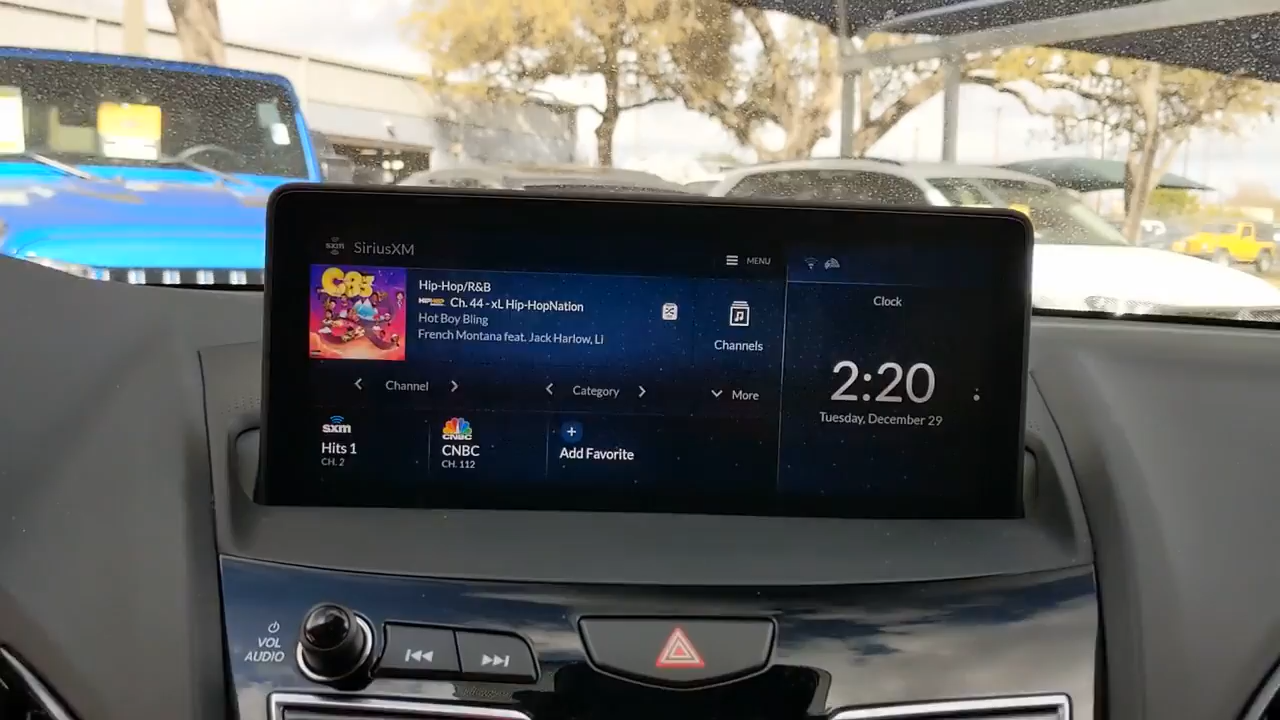 sxm SiriusXM
MENU
Hip-Hop/R&B
HIPHOP Ch. 44 - xL Hip-HopNation
Hot Boy Bling
French Montana feat. Jack Harlow, Li
Channels
Channel
Category
More
sxm
Hits 1
CH. 2
CNBC
CNBC
CH. 112
+
Add Favorite
Clock
2:20
Tuesday, December 29
VOL
AUDIO